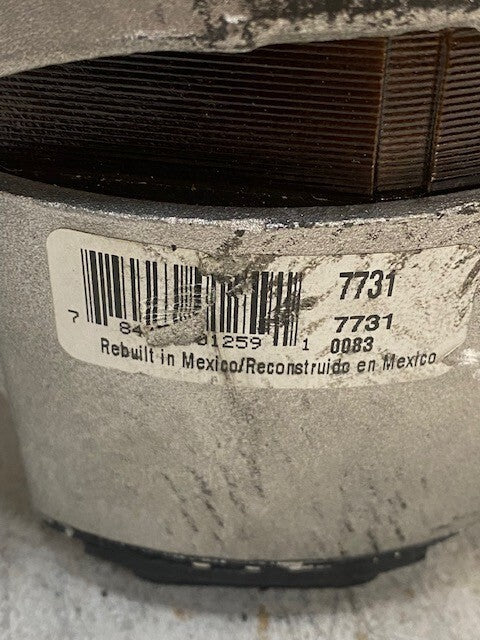 7731
7731
7 84 01259 1 0083
Rebuilt in Mexico/Reconstruido en Mexico